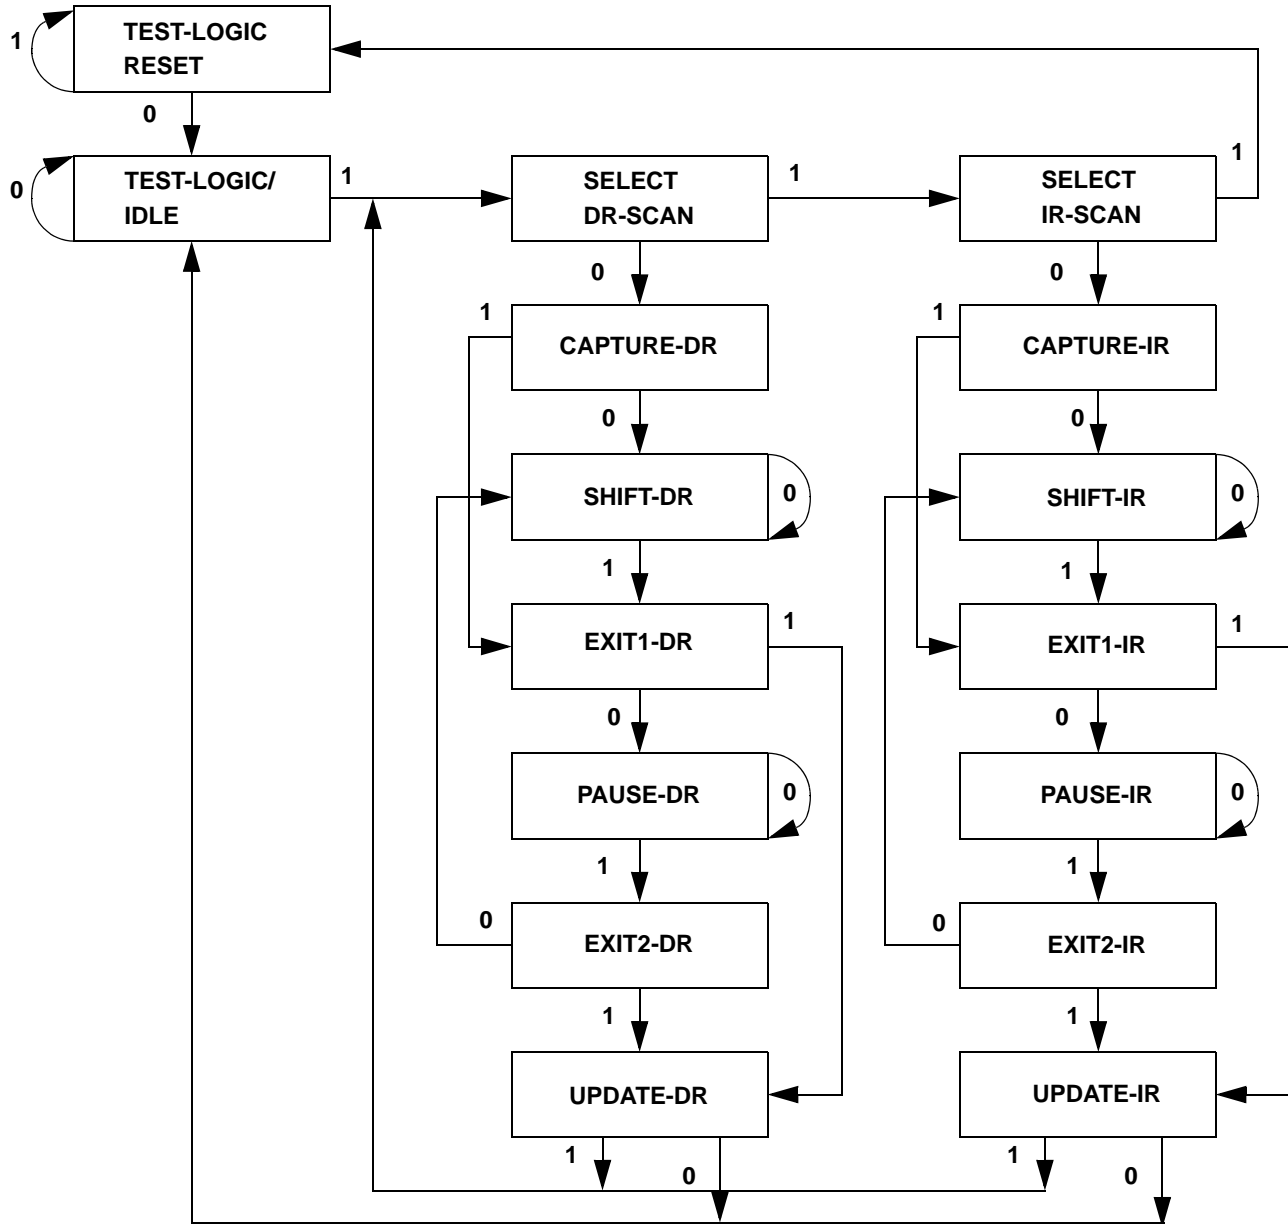 TEST-LOGIC
RESET
1
0
TEST-LOGIC/
IDLE
0
1
SELECT
DR-SCAN
1
SELECT
IR-SCAN
1
0
0
1
CAPTURE-DR
1
CAPTURE-IR
0
0
SHIFT-DR
0
SHIFT-IR
0
1
1
EXIT1-DR
1
EXIT1-IR
1
0
0
PAUSE-DR
0
PAUSE-IR
0
1
1
0
EXIT2-DR
0
EXIT2-IR
1
1
UPDATE-DR
UPDATE-IR
1
0
1
0